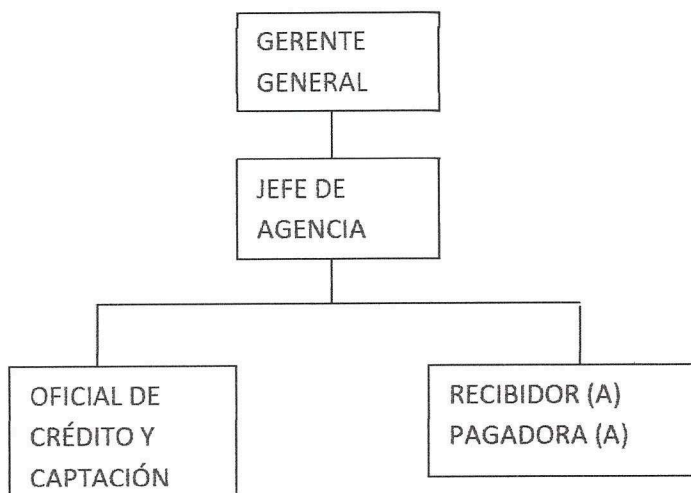 GERENTE
GENERAL
JEFE DE
AGENCIA
OFICIAL DE
CRÉDITO Y
CAPTACIÓN
RECIBIDOR (A)
PAGADORA (A)